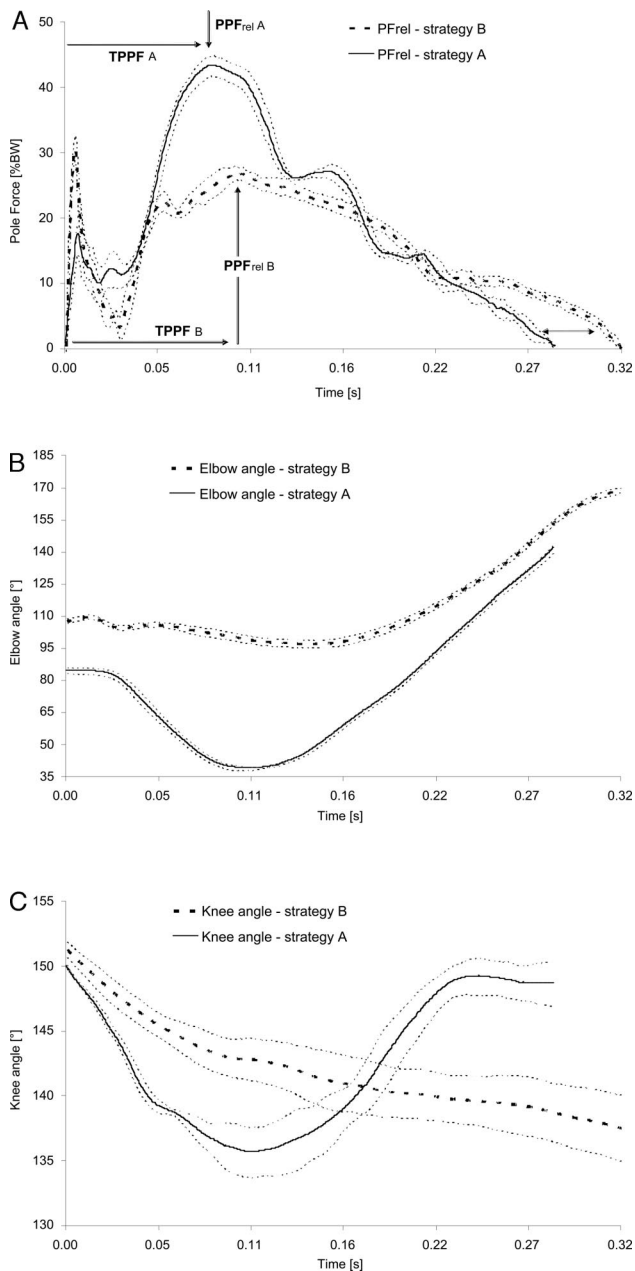 A
PPFrel A
TPPF A
PFrel - strategy B
PFrel - strategy A
Pole Force [%BW]
50
40
30
20
10
0
PPFrel B
TPPF B
0.00 0.05 0.11 0.16 0.22 0.27 0.32
Time [s]
B
Elbow angle - strategy B
Elbow angle - strategy A
Elbow angle [°]
185
170
155
140
125
110
95
80
65
50
35
0.00 0.05 0.11 0.16 0.22 0.27 0.32
Time [s]
C
Knee angle - strategy B
Knee angle - strategy A
Knee angle [°]
155
150
145
140
135
130
0.00 0.05 0.11 0.16 0.22 0.27 0.32
Time [s]